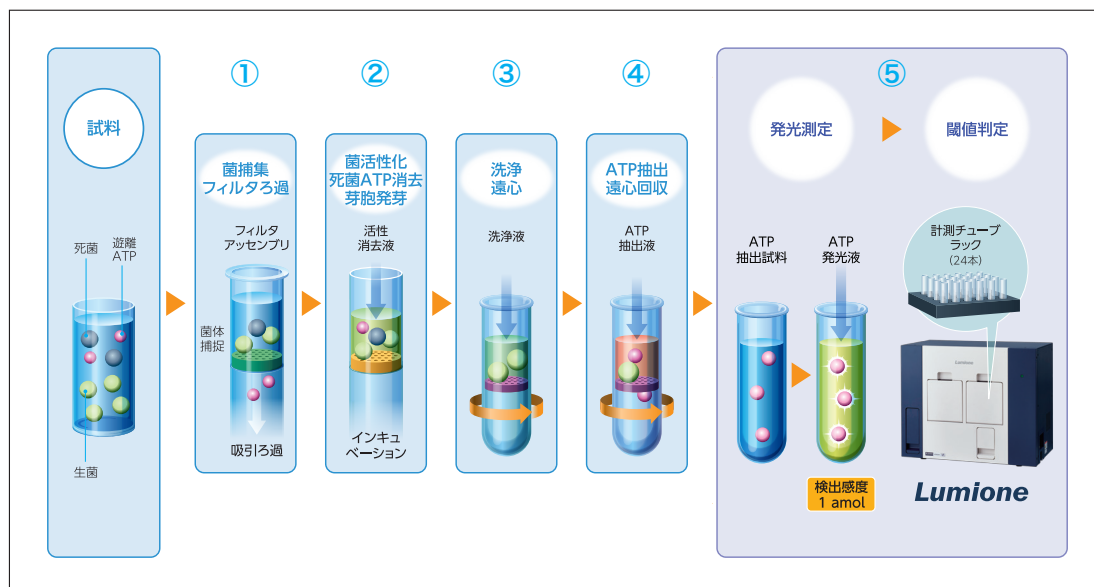 試料
死菌
遊離
ATP
生菌
①
菌捕集
フィルタろ過
フィルタ
アッセンブリ
菌体
捕捉
吸引ろ過
②
菌活性化
死菌ATP消去
芽胞発芽
活性
消去液
インキュ
ベーション
③
洗浄
遠心
洗浄液
④
ATP抽出
遠心回収
ATP
抽出液
⑤
発光測定
閾値判定
ATP
抽出試料
ATP
発光液
検出感度
1 amol
計測チューブ
ラック
(24本)
Lumione
Lumione